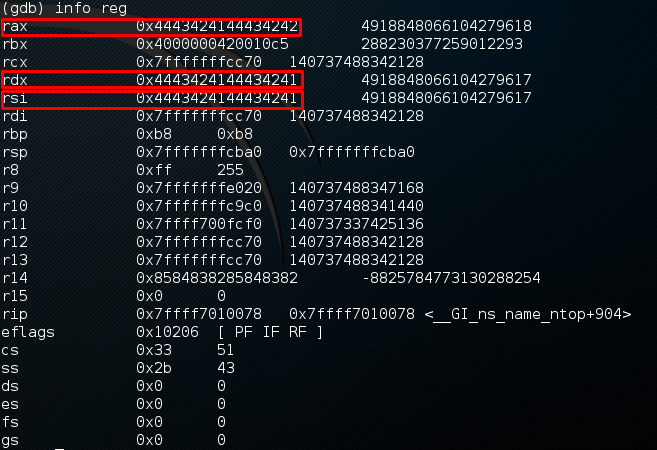 (gdb) info reg
rax 0x4443424144434242 4918848066104279618
rbx 0x4000000420010c5 288230377259012293
rcx 0x7fffffffcc70 140737488342128
rdx 0x4443424144434241 4918848066104279617
rsi 0x4443424144434241 4918848066104279617
rdi 0x7fffffffcc70 140737488342128
rbp 0xb8 0xb8
rsp 0x7fffffffcba0 0x7fffffffcba0
r8 0xff 255
r9 0x7fffffffe020 140737488347168
r10 0x7fffffffc9c0 140737488341440
r11 0x7ffff700fcf0 140737337425136
r12 0x7fffffffcc70 140737488342128
r13 0x7fffffffcc70 140737488342128
r14 0x8584838285848382 -8825784773130288254
r15 0x0 0
rip 0x7ffff7010078 0x7ffff7010078 <__GI_ns_name_ntop+904>
eflags 0x10206 [ PF IF RF ]
cs 0x33 51
ss 0x2b 43
ds 0x0 0
es 0x0 0
fs 0x0 0
gs 0x0 0